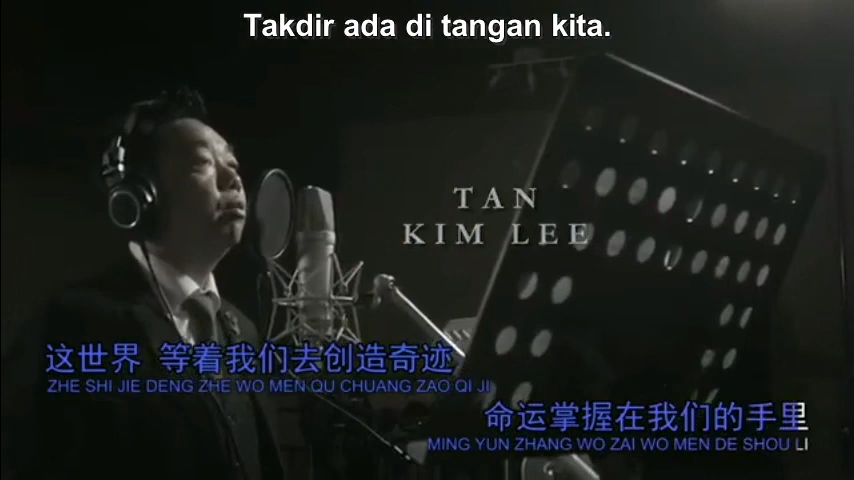 Takdir ada di tangan kita.
TAN
KIM LEE
这世界 等着我们去创造奇迹
ZHE SHI JIE DENG ZHE WO MEN QU CHUANG ZAO QI JI
命运掌握在我们的手里
MING YUN ZHANG WO ZAI WO MEN DE SHOU LI